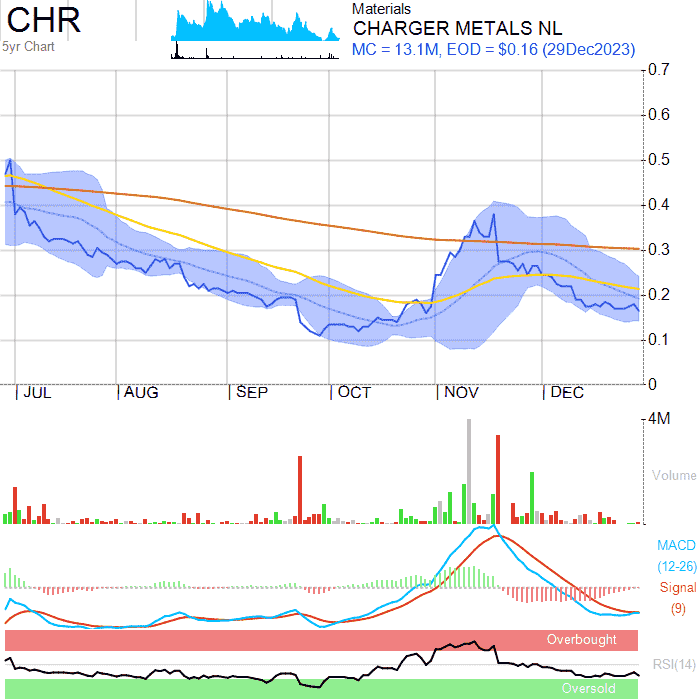 CHR
5yr Chart
Materials
CHARGER METALS NL
MC = 13.1M, EOD = $0.16 (29Dec2023)
0.7
0.6
0.5
0.4
0.3
0.2
0.1
0
JUL AUG SEP OCT NOV DEC
4M
Volume
MACD
(12-26)
Signal
(9)
Overbought
RSI(14)
Oversold